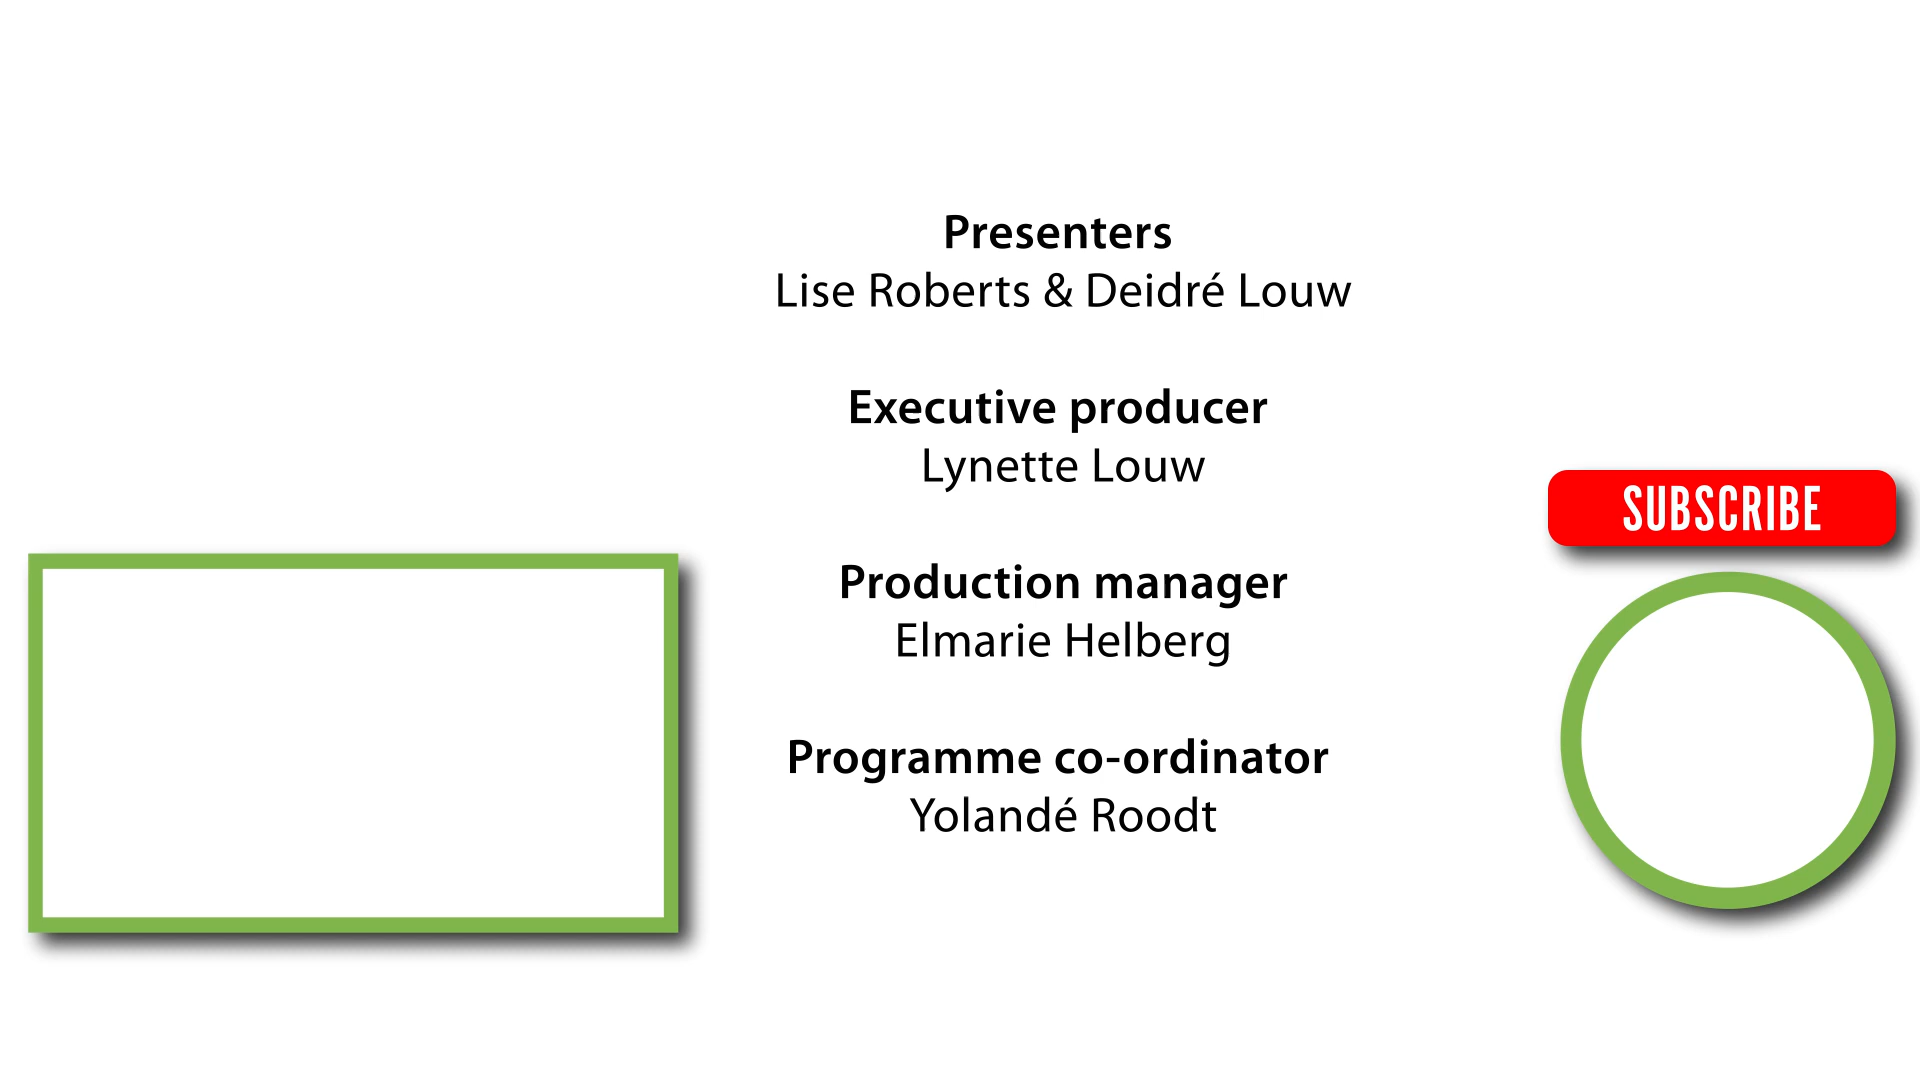 Presenters
Lise Roberts & Deidré Louw
Executive producer
Lynette Louw
Production manager
Elmarie Helberg
Programme co-ordinator
Yolandé Roodt
SUBSCRIBE